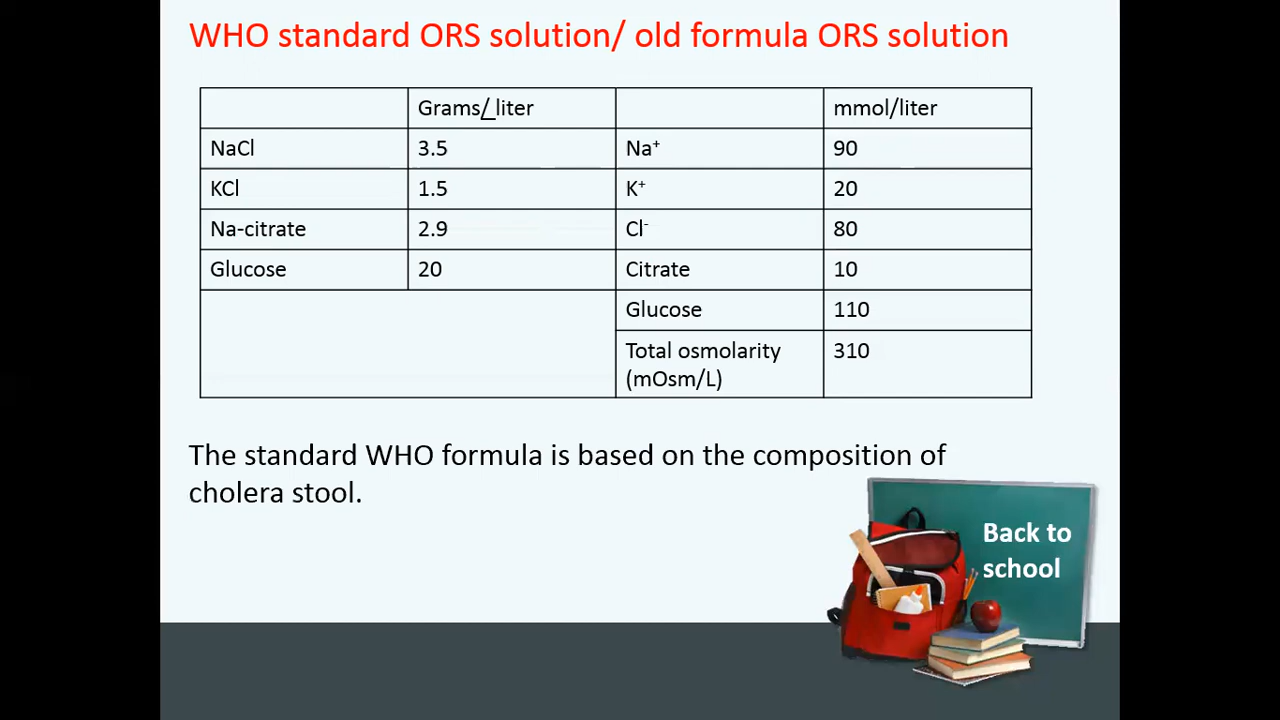 WHO standard ORS solution/ old formula ORS solution
Grams/ liter mmol/liter
NaCl 3.5 Na⁺ 90
KCl 1.5 K⁺ 20
Na-citrate 2.9 Cl⁻ 80
Glucose 20 Citrate 10
Glucose 110
Total osmolarity 310
(mOsm/L)
The standard WHO formula is based on the composition of
cholera stool.
Back to
school